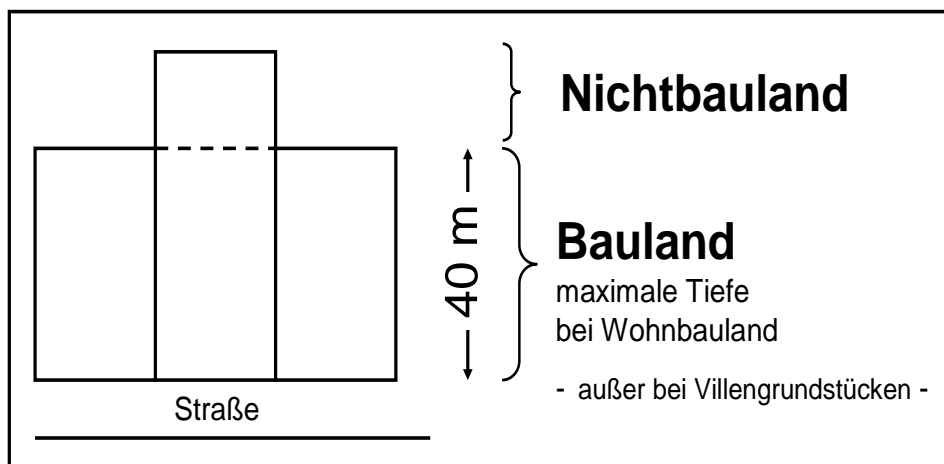 Nichtbauland
40 m
Bauland
maximale Tiefe
bei Wohnbauland
- außer bei Villengrundstücken -
Straße